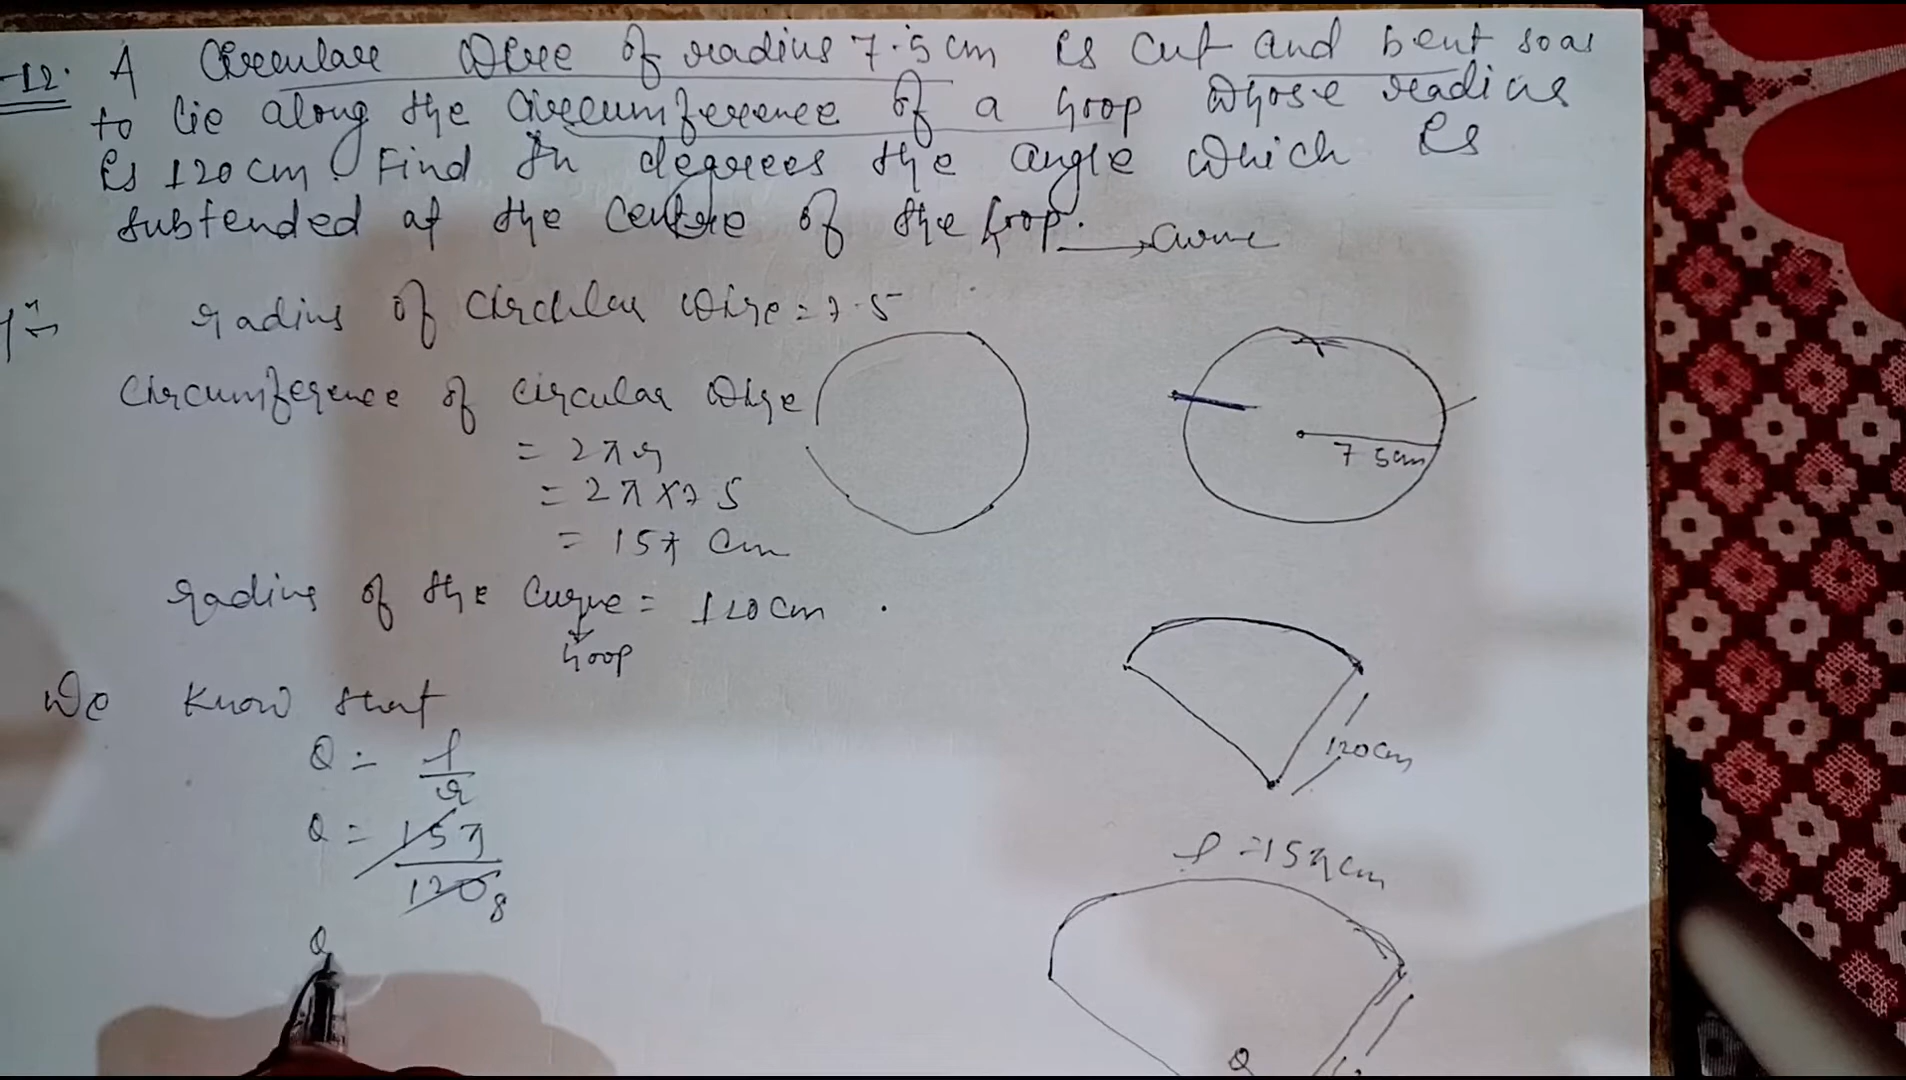 12. A Circular Wire of radius 7.5 cm is cut and bent so as
to lie along the circumference of a hoop whose radius
is 120 cm. Find In degrees the angle which is
subtended at the centre of the hoop. → curve
radius of circular wire = 7.5
Circumference of circular wire
= 2πr
= 2π×7 5
= 15π cm
7 5cm
radius of the curve = 120 cm
hoop
We know that
θ = l/r
120cm
θ = 15π/120 8
l = 15π cm
θ
θ